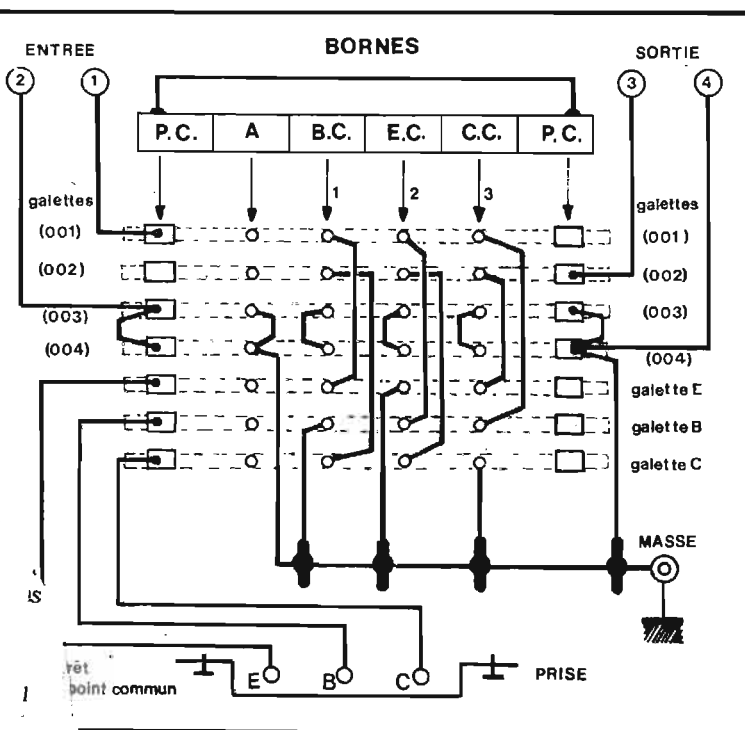 BORNES
ENTREE
SORTIE
2 1 3 4
P.C. A B.C. E.C. C.C. P.C.
1 2 3
galettes galettes
(001) (001)
(002) (002)
(003) (003)
(004) (004)
galette E
galette B
galette C
MASSE
E B C PRISE
point commun